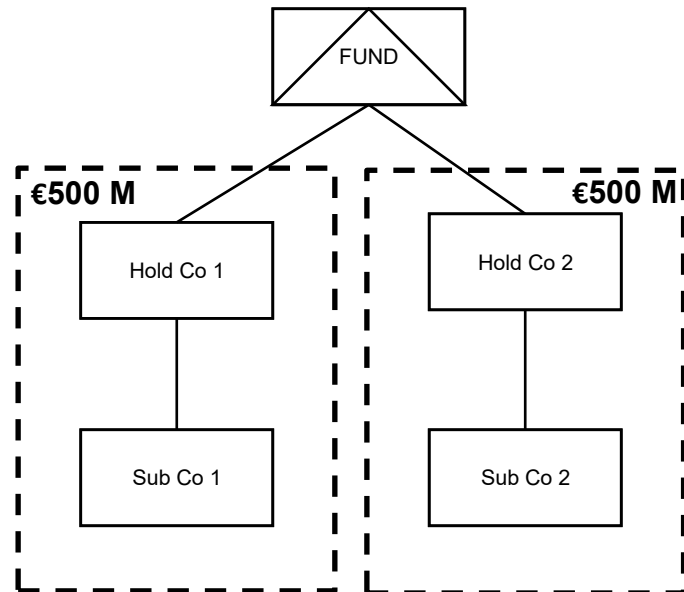 FUND
€500 M
€500 M
Hold Co 1
Hold Co 2
Sub Co 1
Sub Co 2